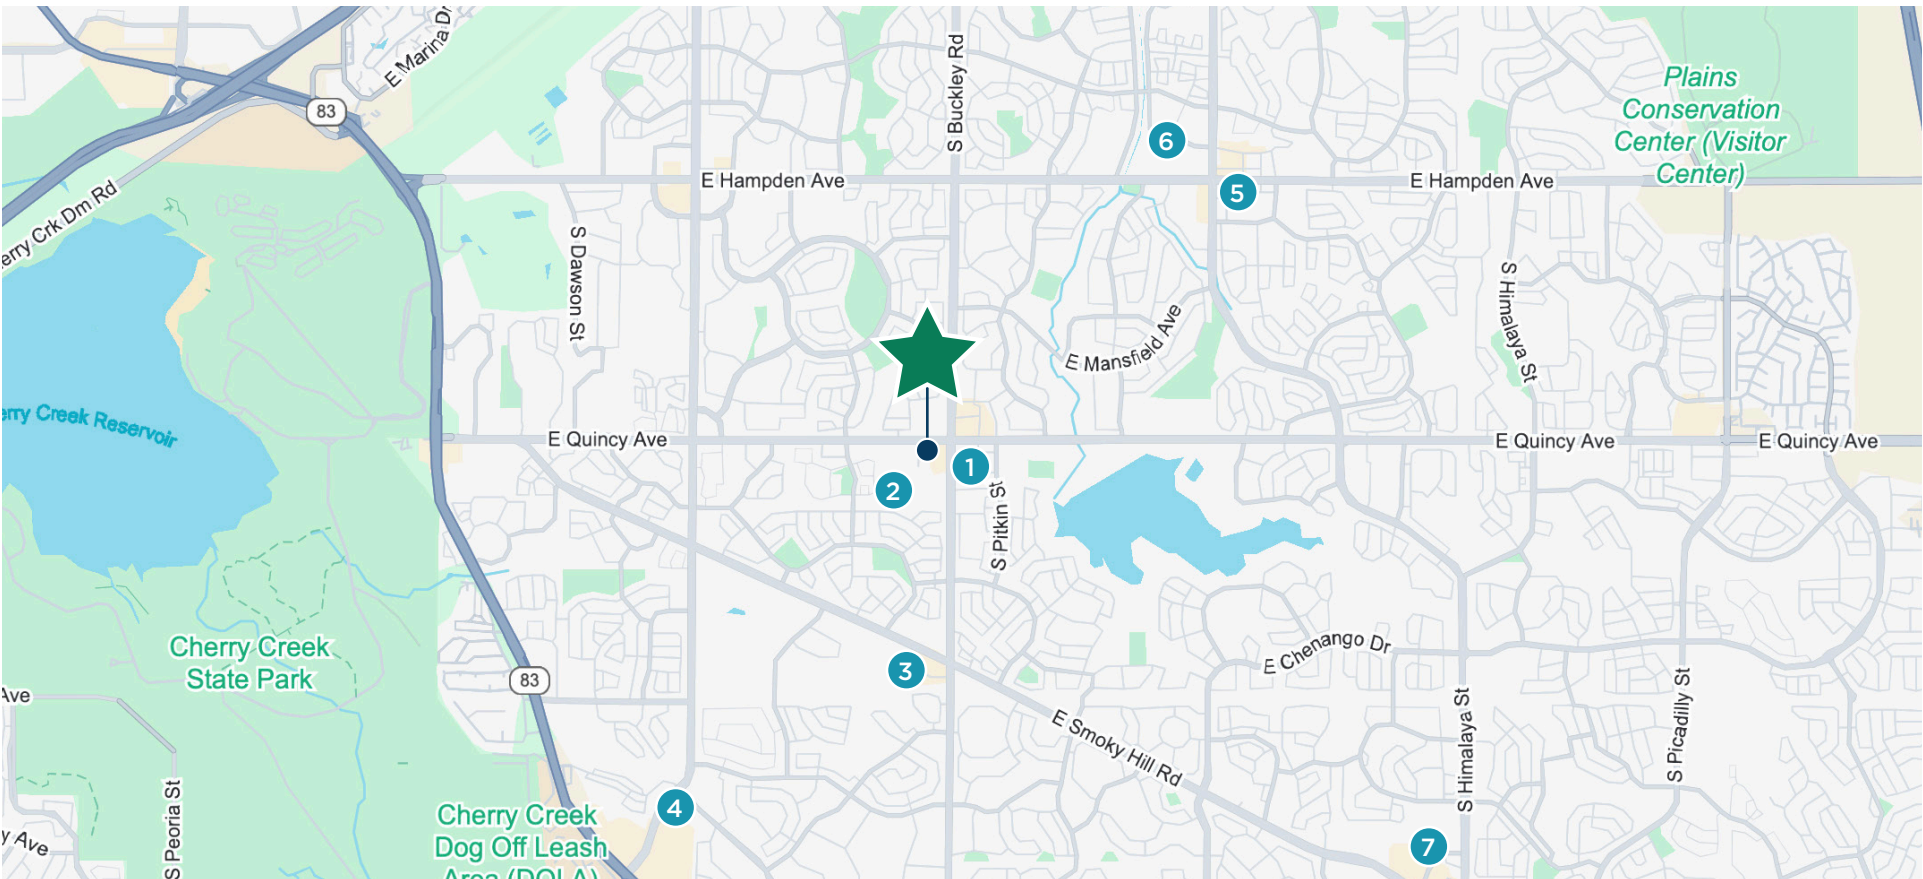 E Marina Dr
83
S Buckley Rd
Plains
Conservation
Center (Visitor
Center)
6
E Hampden Ave
E Hampden Ave
5
erry Crk Dm Rd
S Dawson St
S Himalaya St
E Mansfield Ave
erry Creek Reservoir
E Quincy Ave
E Quincy Ave
E Quincy Ave
1
2
S Pitkin St
Cherry Creek
State Park
83
E Chenango Dr
3
Ave
S Picadilly St
S Himalaya St
E Smoky Hill Rd
S Peoria St
4
Cherry Creek
Dog Off Leash
Area (DOLA)
y Ave
7